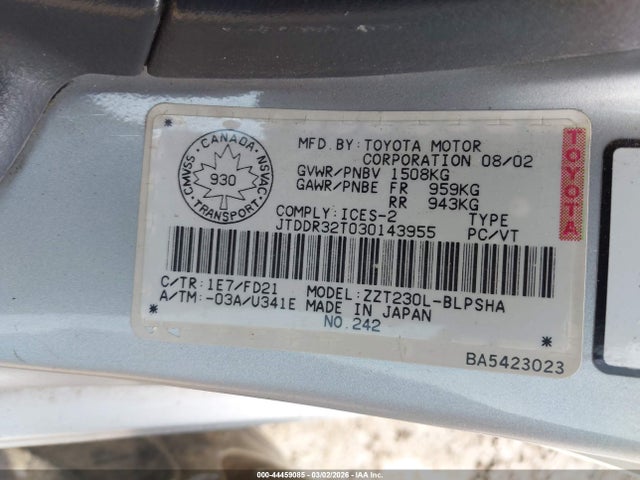 MFD.BY:TOYOTA MOTOR
CORPORATION 08/02
GVWR/PNBV 1508KG
GAWR/PNBE FR 959KG
RR 943KG
COMPLY:ICES-2 TYPE
JTDDR32T030143955 PC/VT
CANADA
CMVSS 930 NSVAC
TRANSPORT
TOYOTA
C/TR:1E7/FD21 MODEL:ZZT230L-BLPSHA
A/TM:-03A/U341E MADE IN JAPAN
NO.242
BA5423023
000-44459085 - 03/02/2026 - IAA Inc.